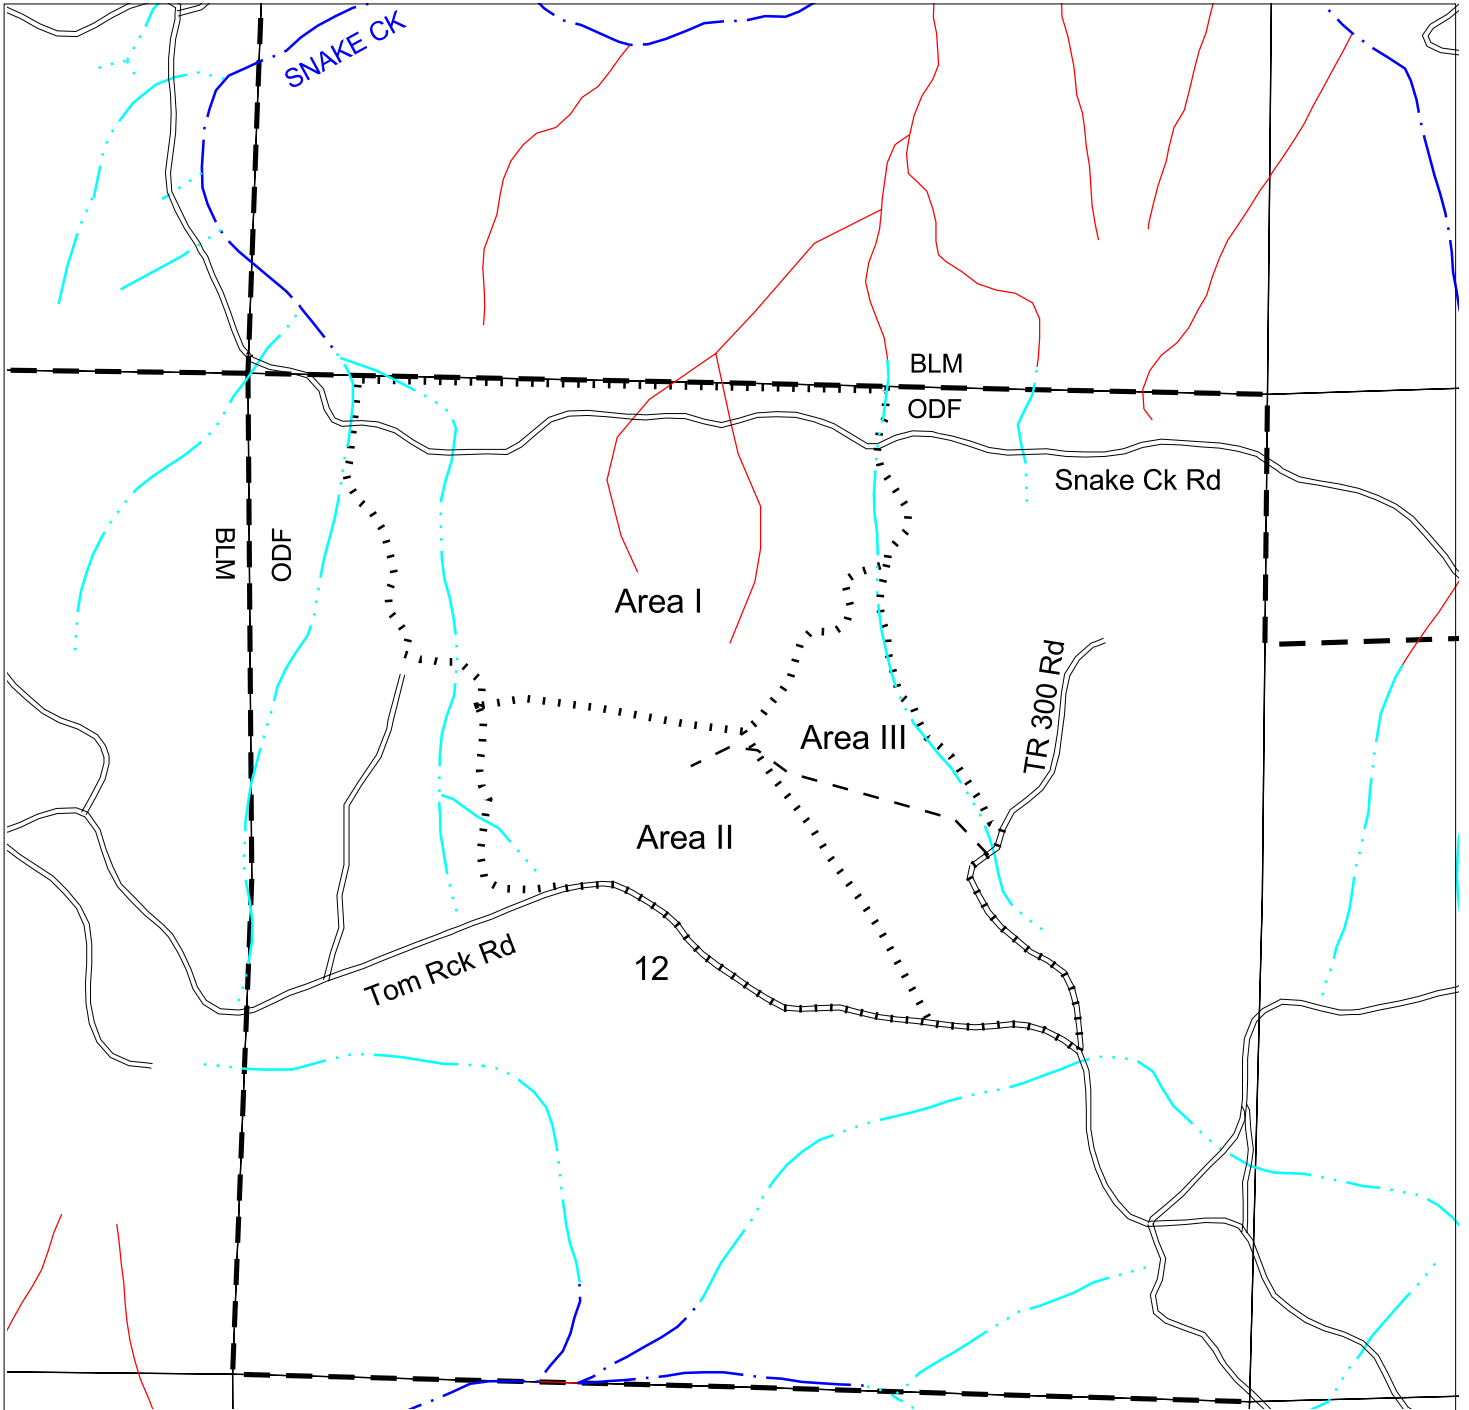 SNAKE CK
BLM
ODF
Snake Ck Rd
BLM
ODF
Area I
TR 300 Rd
Area III
Area II
Tom Rck Rd
12